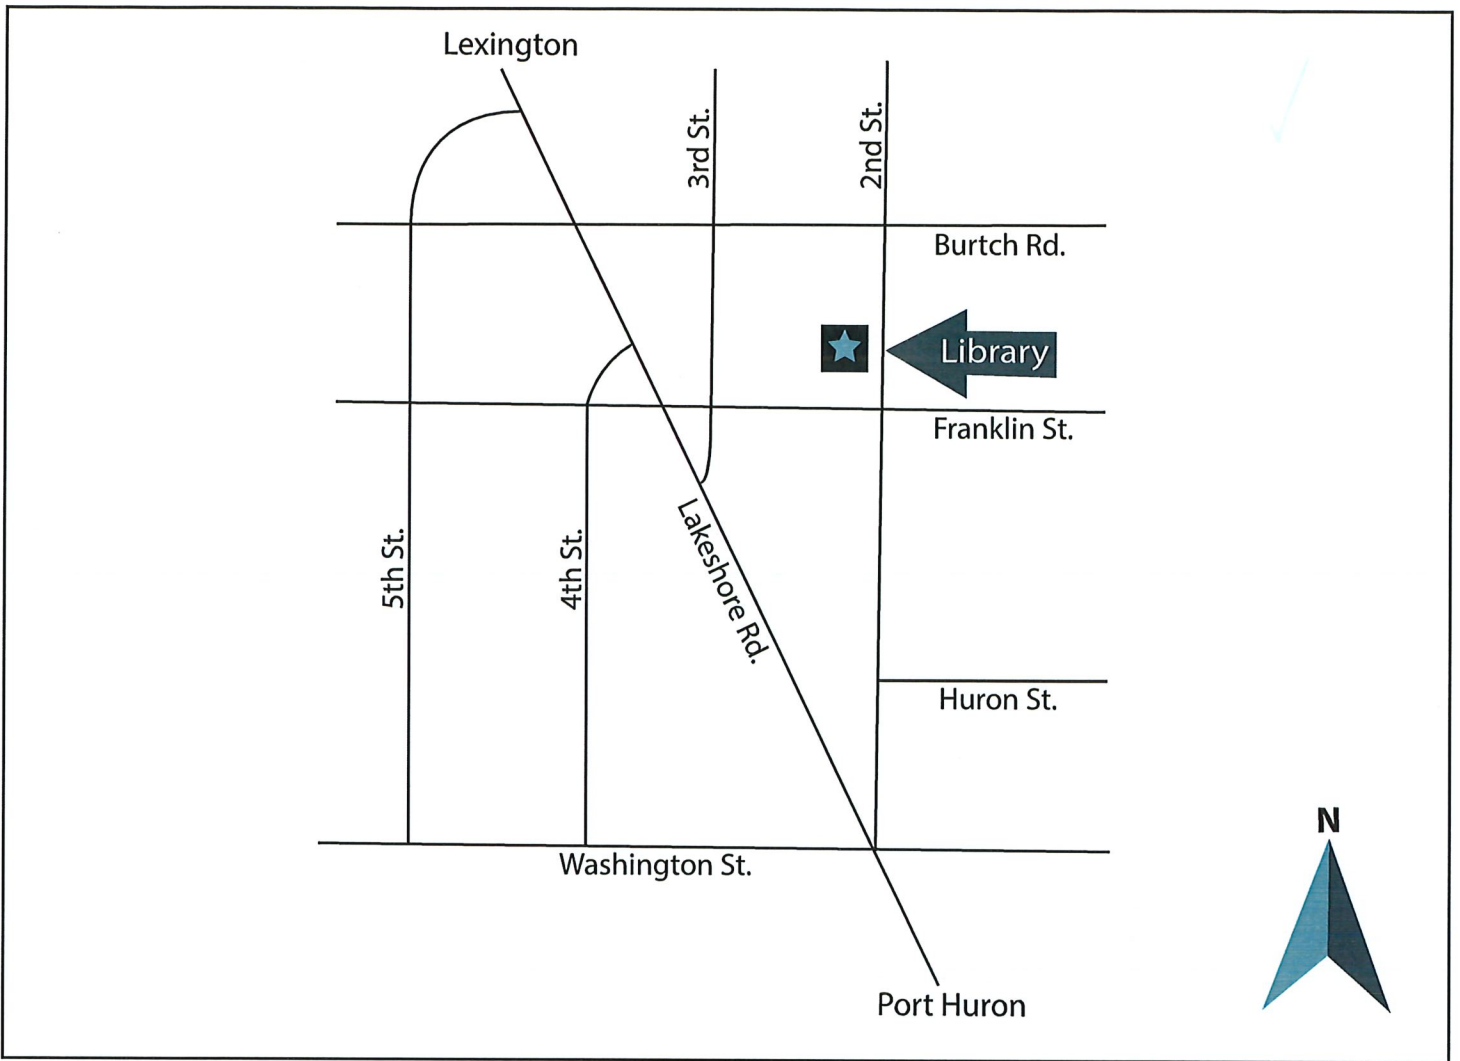 Lexington
3rd St.
2nd St.
Burtch Rd.
Library
Franklin St.
5th St.
4th St.
Lakeshore Rd.
Huron St.
Washington St.
N
Port Huron